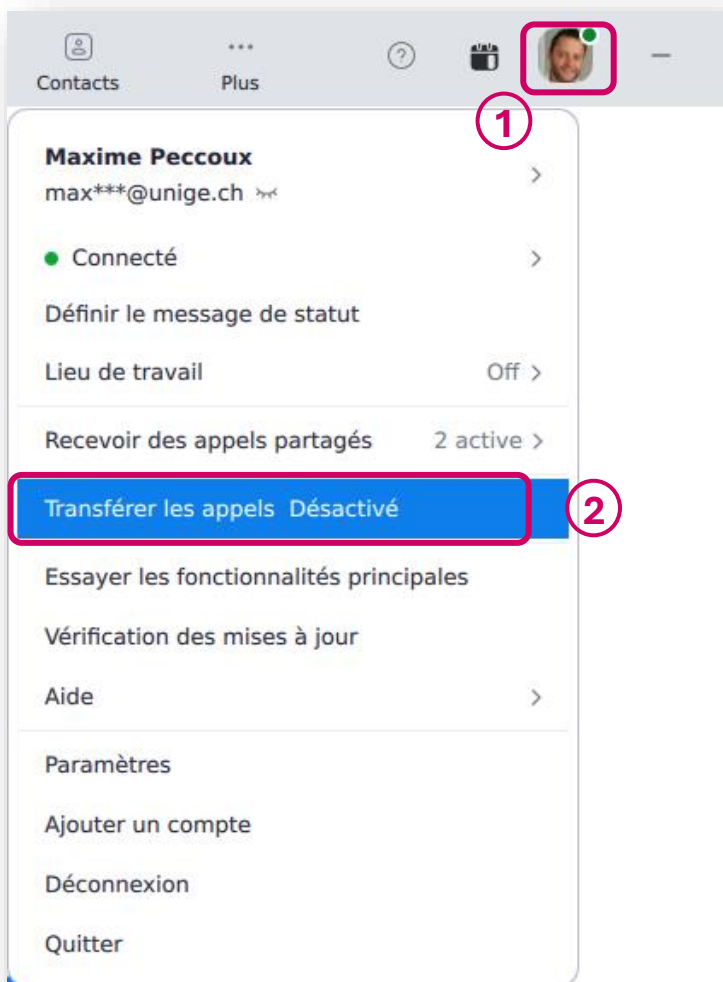 Contacts
Plus
1
Maxime Peccoux
max***@unige.ch
Connecté
Définir le message de statut
Lieu de travail Off
Recevoir des appels partagés 2 active
Transférer les appels Désactivé
2
Essayer les fonctionnalités principales
Vérification des mises à jour
Aide
Paramètres
Ajouter un compte
Déconnexion
Quitter